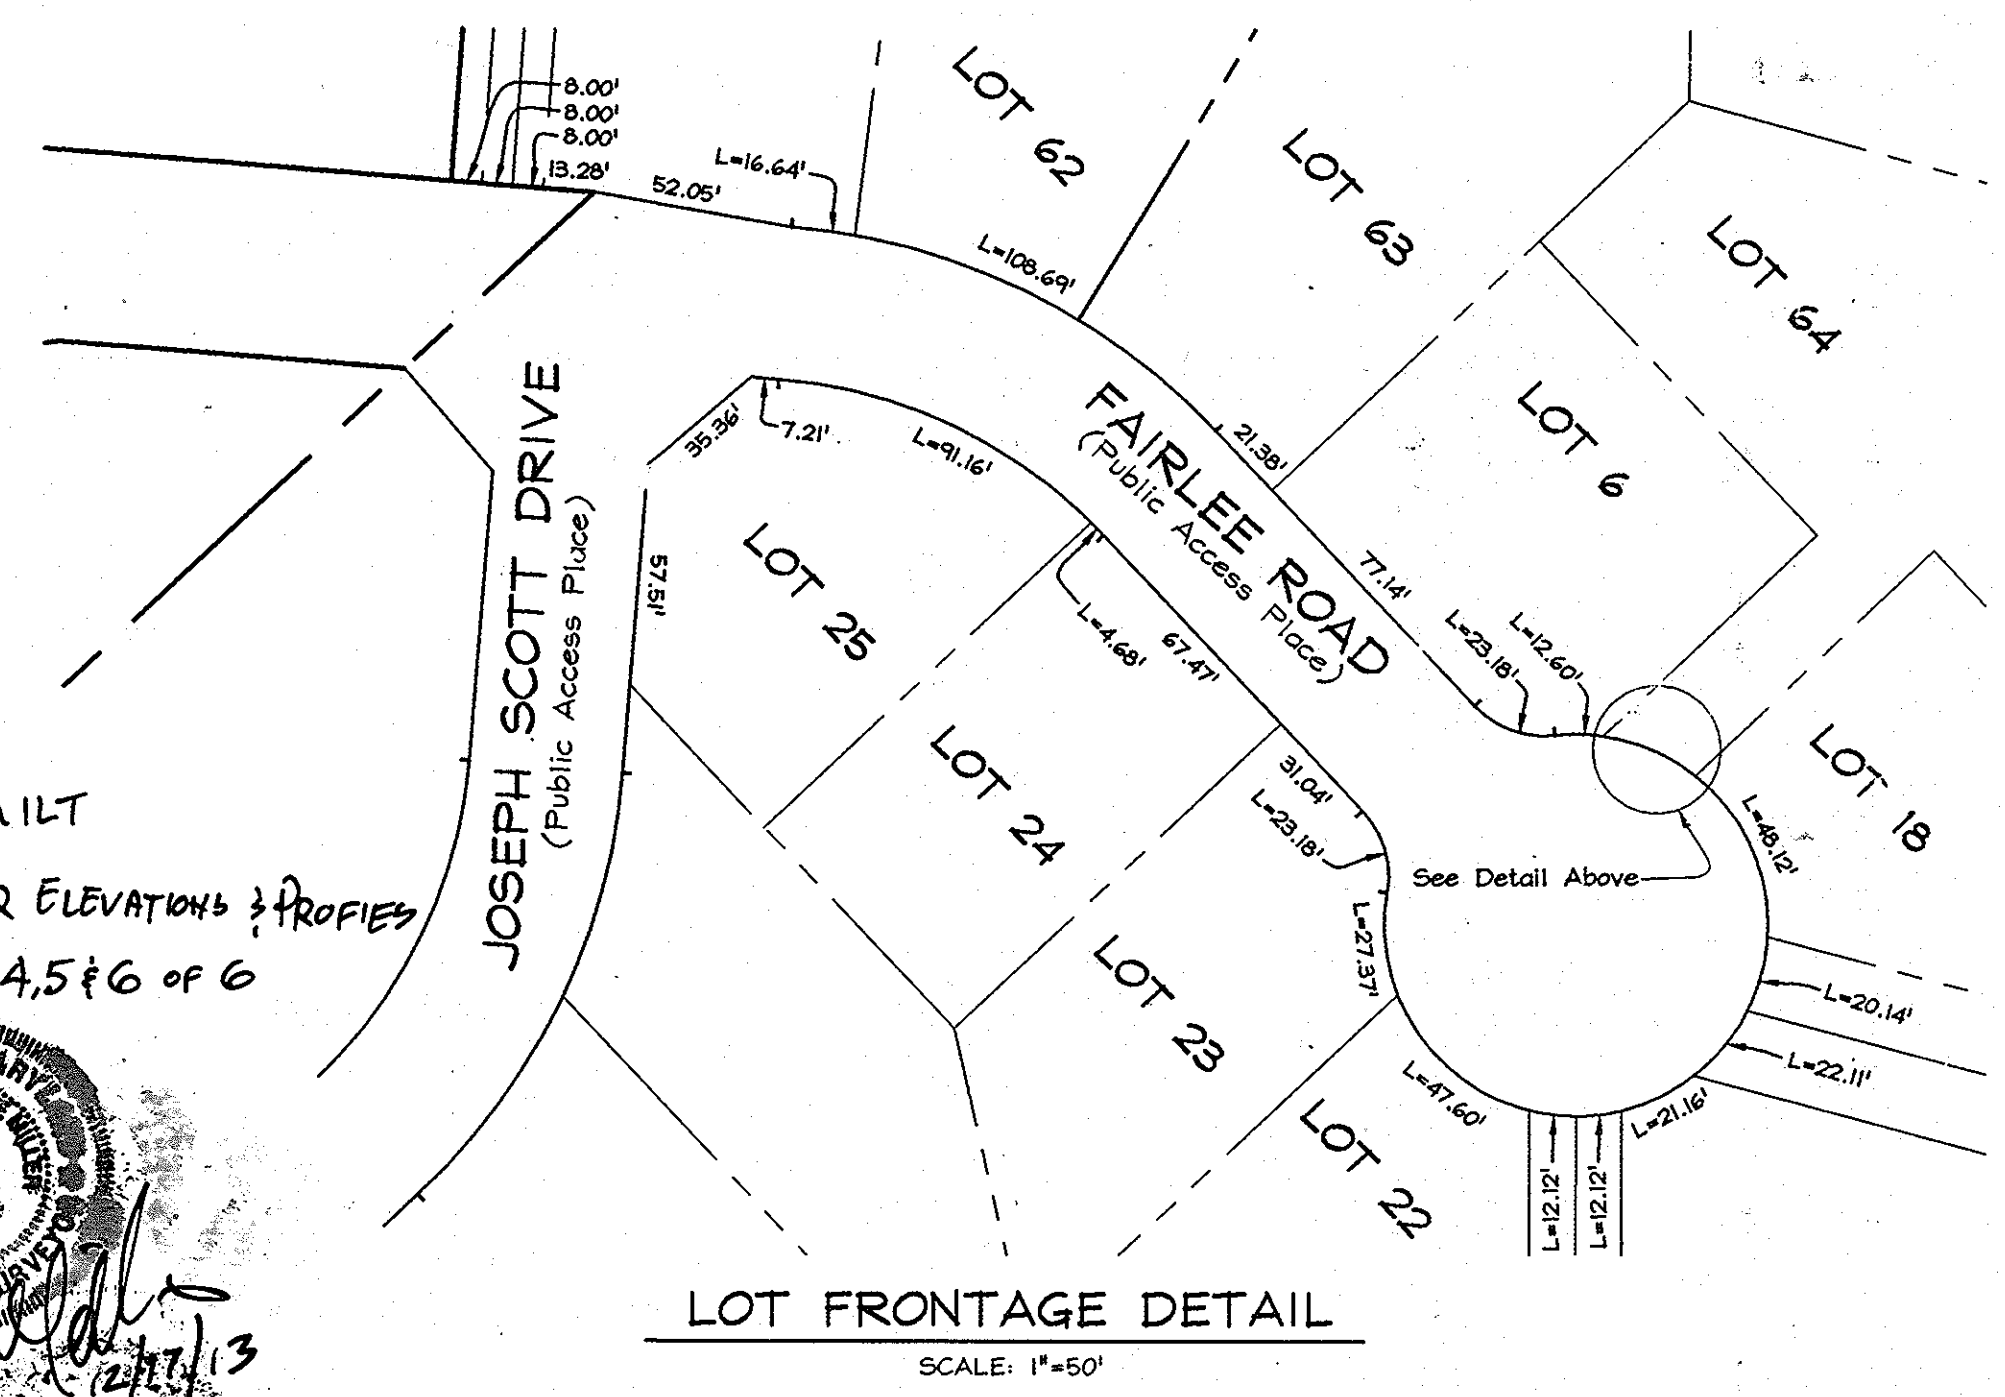 8.00'
8.00'
8.00'
13.28'
52.05'
L=16.64'
LOT 62
L=108.69'
LOT 63
LOT 64
LOT 6
21.38'
77.14'
FAIRLEE ROAD
(Public Access Place)
35.36'
7.21'
L=91.16'
JOSEPH SCOTT DRIVE
(Public Access Place)
57.51'
LOT 25
L=4.68'
67.47'
L=23.18'
L=12.60'
LOT 18
L=48.12'
See Detail Above
LOT 24
31.04'
L=23.18'
L=27.37'
LOT 23
L=47.60'
LOT 22
L=12.12'
L=12.12'
L=21.16'
L=22.11'
L=20.14'
ILT
R ELEVATIONS & PROFIES
4,5 & 6 OF 6
12/17/13
LOT FRONTAGE DETAIL
SCALE: 1"=50'